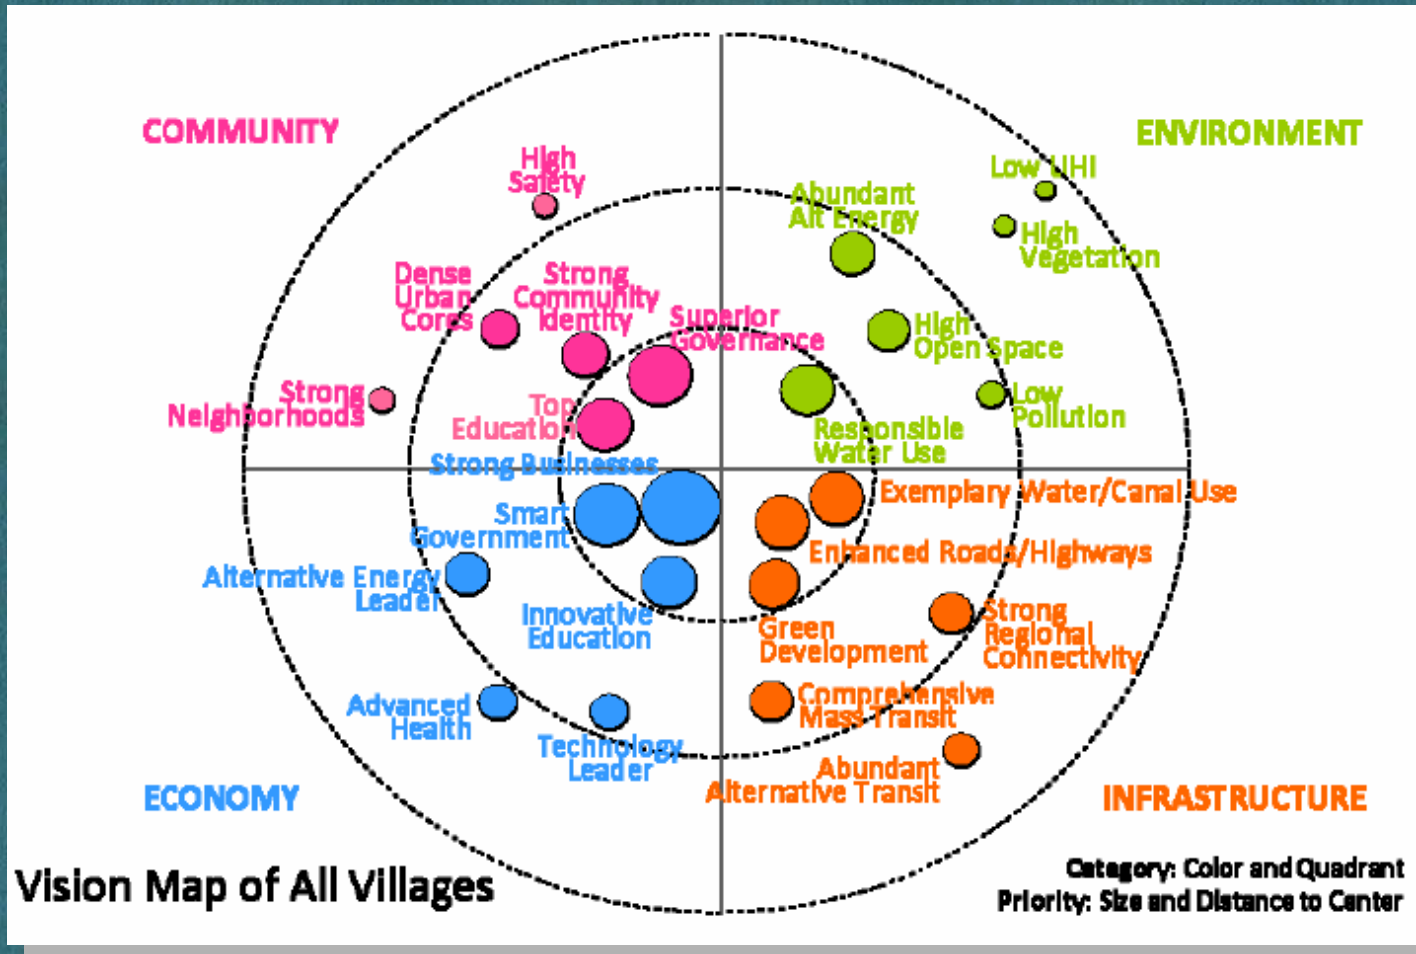 COMMUNITY
ENVIRONMENT
High
Safety
Low UHI
Abundant
Alt Energy
High
Vegetation
Dense
Urban
Cores
Strong
Community
Identity
Superior
Governance
High
Open Space
Strong
Neighborhoods
Top
Education
Low
Pollution
Responsible
Water Use
Strong Businesses
Smart
Government
Exemplary Water/Canal Use
Enhanced Roads/Highways
Alternative Energy
Leader
Innovative
Education
Green
Development
Strong
Regional
Connectivity
Advanced
Health
Technology
Leader
Comprehensive
Mass Transit
Abundant
Alternative Transit
ECONOMY
INFRASTRUCTURE
Vision Map of All Villages
Category: Color and Quadrant
Priority: Size and Distance to Center